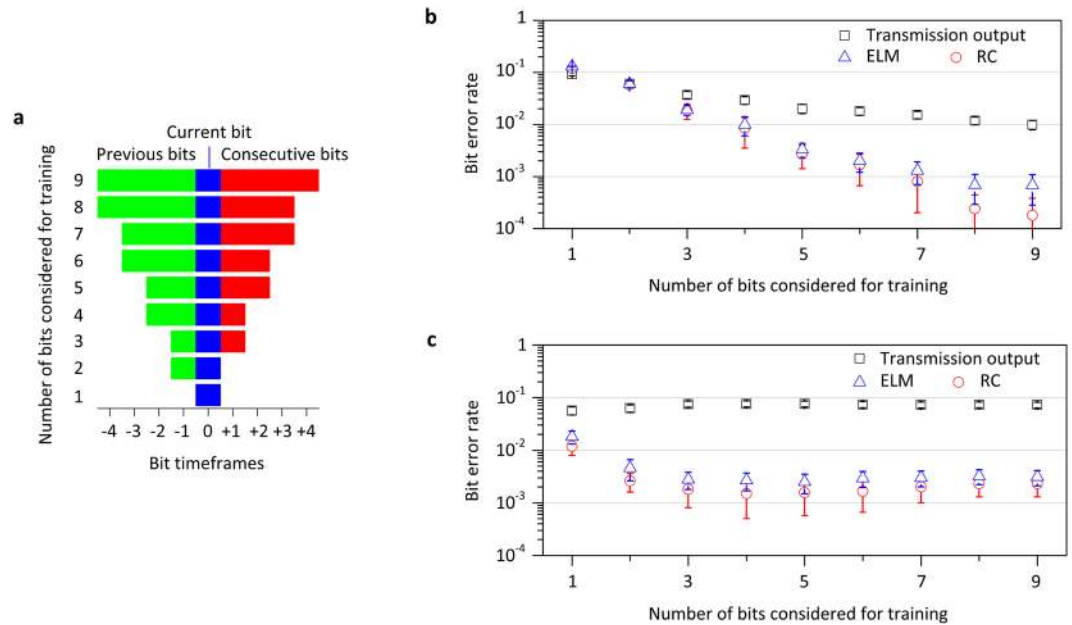 a
Current bit
Previous bits Consecutive bits
Number of bits considered for training
9
8
7
6
5
4
3
2
1
-4 -3 -2 -1 0 +1 +2 +3 +4
Bit timeframes
b
Bit error rate
1
10⁻¹
10⁻²
10⁻³
10⁻⁴
Transmission output
ELM RC
1 3 5 7 9
Number of bits considered for training
c
Bit error rate
1
10⁻¹
10⁻²
10⁻³
10⁻⁴
Transmission output
ELM RC
1 3 5 7 9
Number of bits considered for training